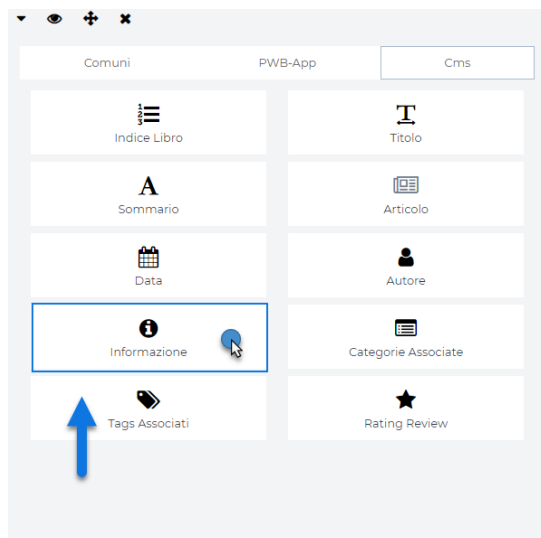 Comuni PWB-App Cms
Indice Libro Titolo
Sommario Articolo
Data Autore
Informazione Categorie Associate
Tags Associati Rating Review